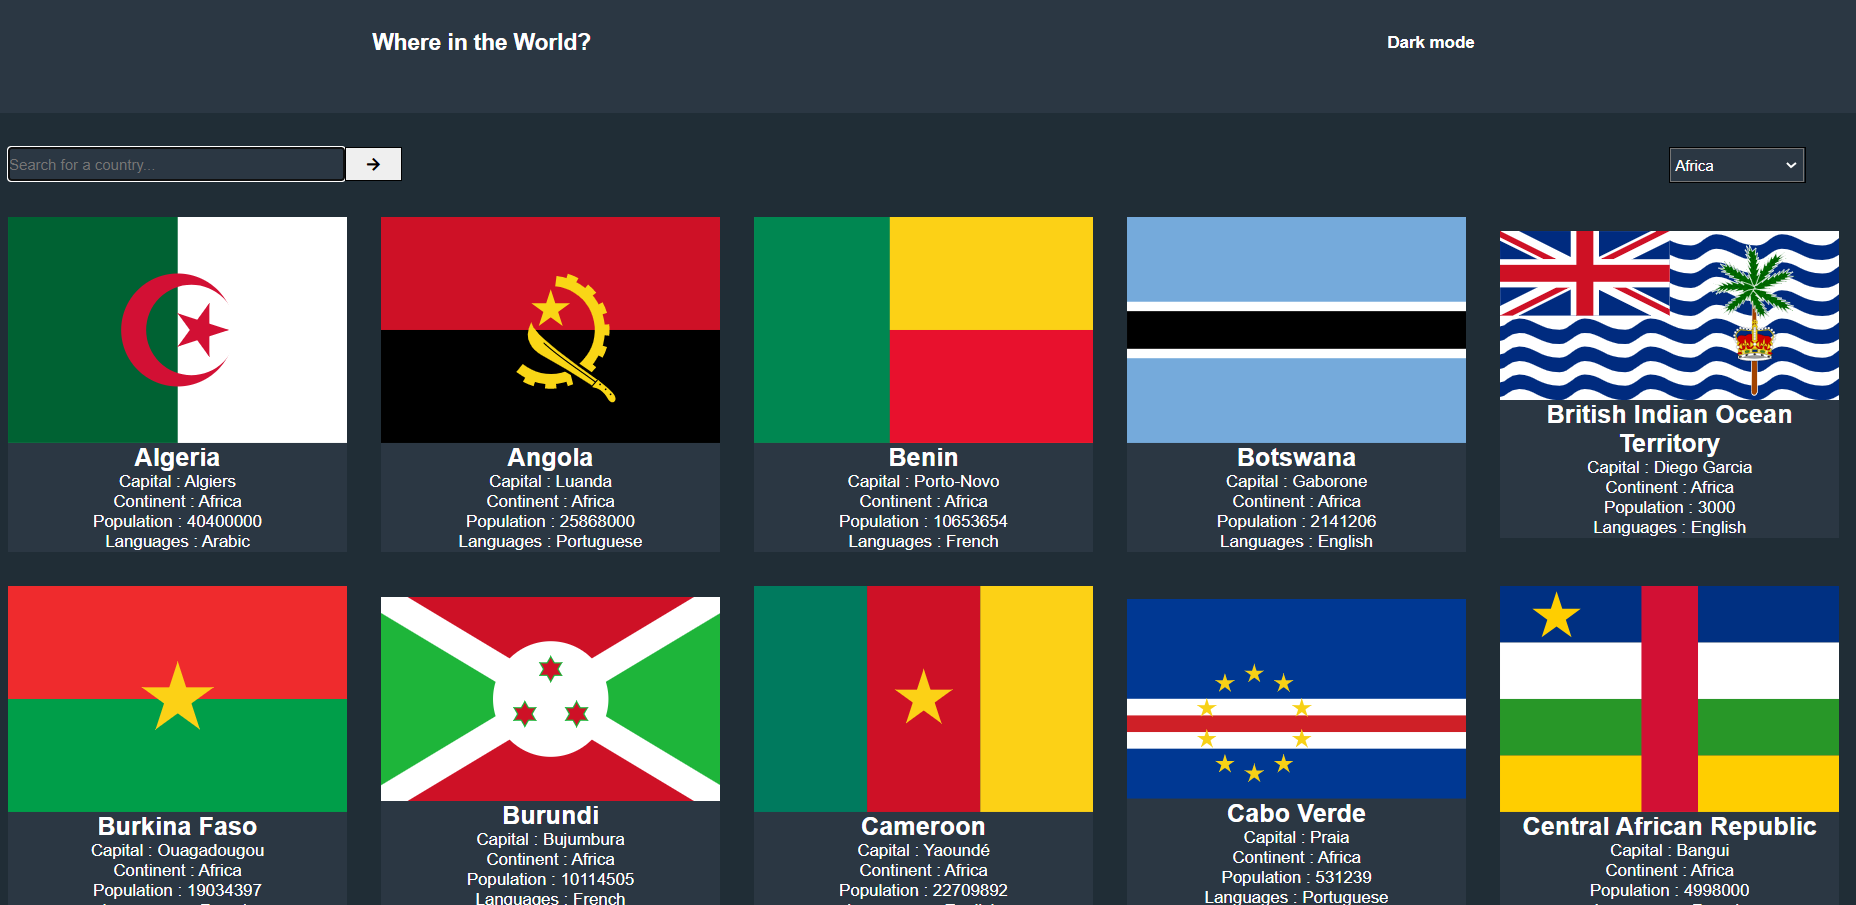 Where in the World?
Dark mode
Search for a country...
Africa
Algeria
Capital : Algiers
Continent : Africa
Population : 40400000
Languages : Arabic
Angola
Capital : Luanda
Continent : Africa
Population : 25868000
Languages : Portuguese
Benin
Capital : Porto-Novo
Continent : Africa
Population : 10653654
Languages : French
Botswana
Capital : Gaborone
Continent : Africa
Population : 2141206
Languages : English
British Indian Ocean
Territory
Capital : Diego Garcia
Continent : Africa
Population : 3000
Languages : English
Burkina Faso
Capital : Ouagadougou
Continent : Africa
Population : 19034397
Burundi
Capital : Bujumbura
Continent : Africa
Population : 10114505
Languages : French
Cameroon
Capital : Yaoundé
Continent : Africa
Population : 22709892
Cabo Verde
Capital : Praia
Continent : Africa
Population : 531239
Languages : Portuguese
Central African Republic
Capital : Bangui
Continent : Africa
Population : 4998000